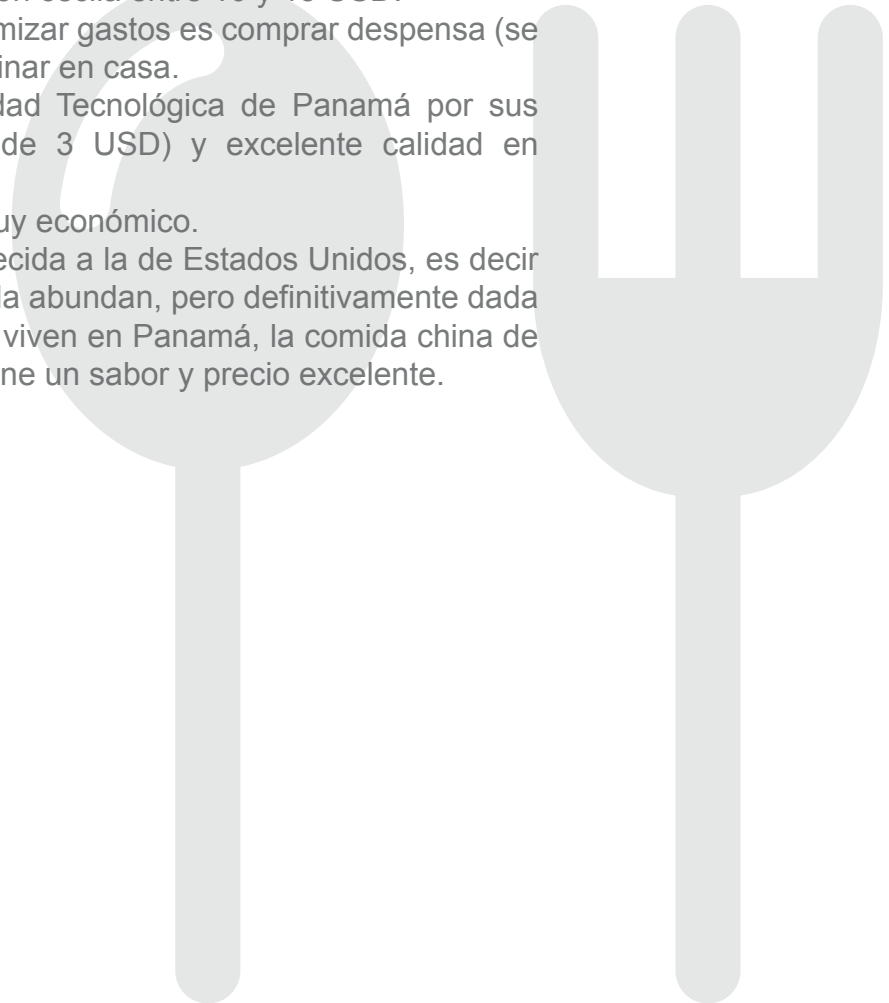 mizar gastos es comprar despensa (se
inar en casa.
dad Tecnológica de Panamá por sus
de 3 USD) y excelente calidad en
uy económico.
ecida a la de Estados Unidos, es decir
da abundan, pero definitivamente dada
viven en Panamá, la comida china de
ne un sabor y precio excelente.